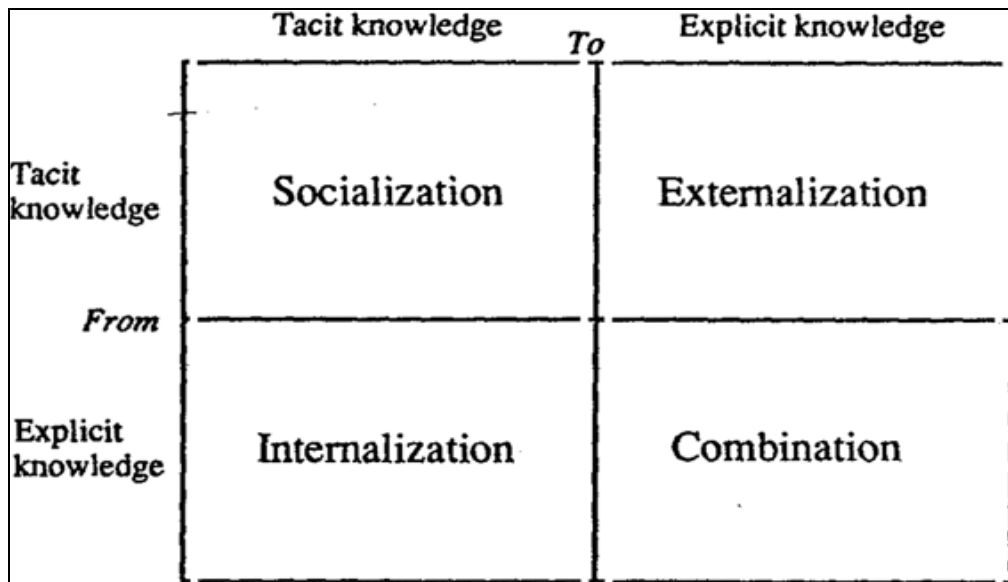 Tacit knowledge
To
Explicit knowledge
Tacit
knowledge
Socialization
Externalization
From
Explicit
knowledge
Internalization
Combination